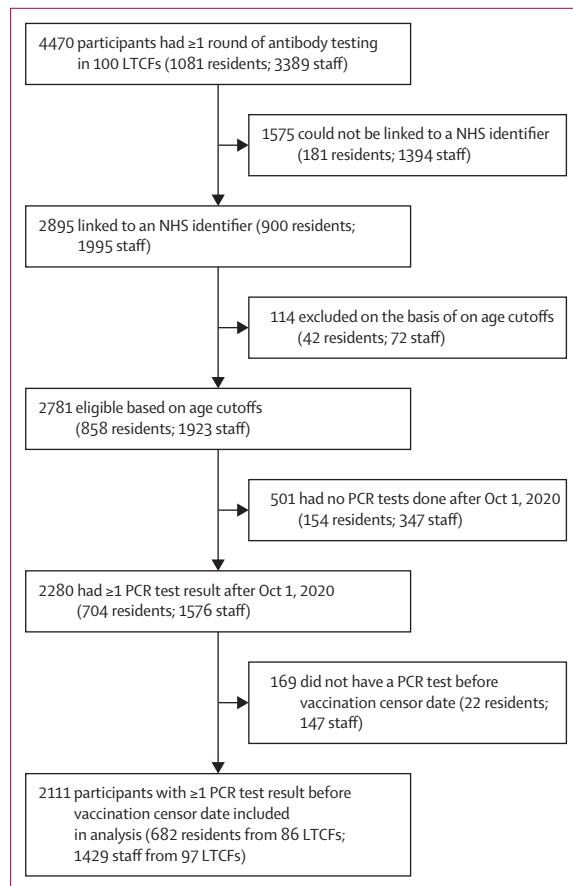 4470 participants had ≥1 round of antibody testing
in 100 LTCFs (1081 residents; 3389 staff)
1575 could not be linked to a NHS identifier
(181 residents; 1394 staff)
2895 linked to an NHS identifier (900 residents;
1995 staff)
114 excluded on the basis of on age cutoffs
(42 residents; 72 staff)
2781 eligible based on age cutoffs
(858 residents; 1923 staff)
501 had no PCR tests done after Oct 1, 2020
(154 residents; 347 staff)
2280 had ≥1 PCR test result after Oct 1, 2020
(704 residents; 1576 staff)
169 did not have a PCR test before
vaccination censor date (22 residents;
147 staff)
2111 participants with ≥1 PCR test result before
vaccination censor date included
in analysis (682 residents from 86 LTCFs;
1429 staff from 97 LTCFs)